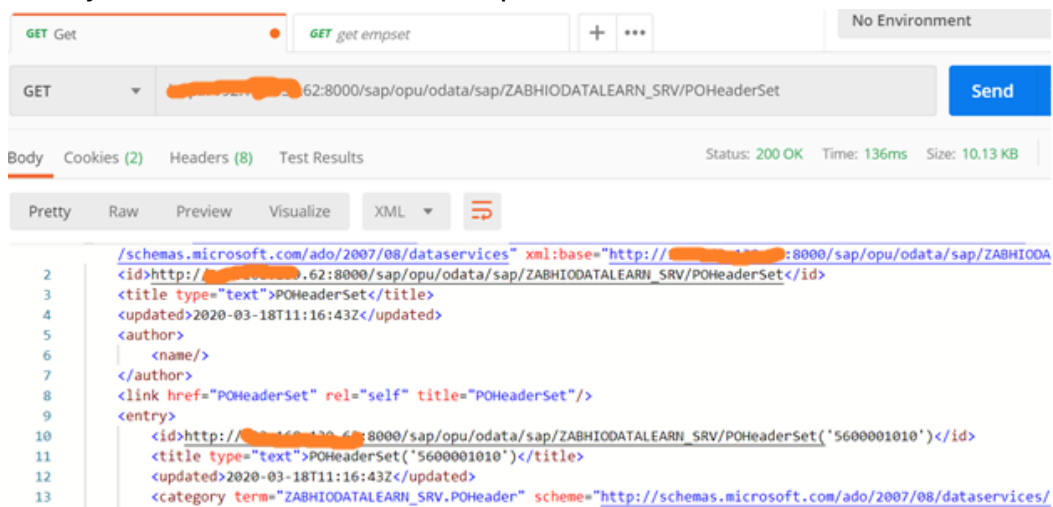 GET Get
GET get empset
+ •••
No Environment
GET
62:8000/sap/opu/odata/sap/ZABHIODATALEARN_SRV/POHeaderSet
Send
Body Cookies (2) Headers (8) Test Results
Status: 200 OK Time: 136ms Size: 10.13 KB
Pretty Raw Preview Visualize XML
/schemas.microsoft.com/ado/2007/08/dataservices" xml:base="http:// :8000/sap/opu/odata/sap/ZABHIODA
2 <id>http:// .62:8000/sap/opu/odata/sap/ZABHIODATALEARN_SRV/POHeaderSet</id>
3 <title type="text">POHeaderSet</title>
4 <updated>2020-03-18T11:16:43Z</updated>
5 <author>
6 <name/>
7 </author>
8 <link href="POHeaderSet" rel="self" title="POHeaderSet"/>
9 <entry>
10 <id>http:// :8000/sap/opu/odata/sap/ZABHIODATALEARN_SRV/POHeaderSet('5600001010')</id>
11 <title type="text">POHeaderSet('5600001010')</title>
12 <updated>2020-03-18T11:16:43Z</updated>
13 <category term="ZABHIODATALEARN_SRV.POHeader" scheme="http://schemas.microsoft.com/ado/2007/08/dataservices/